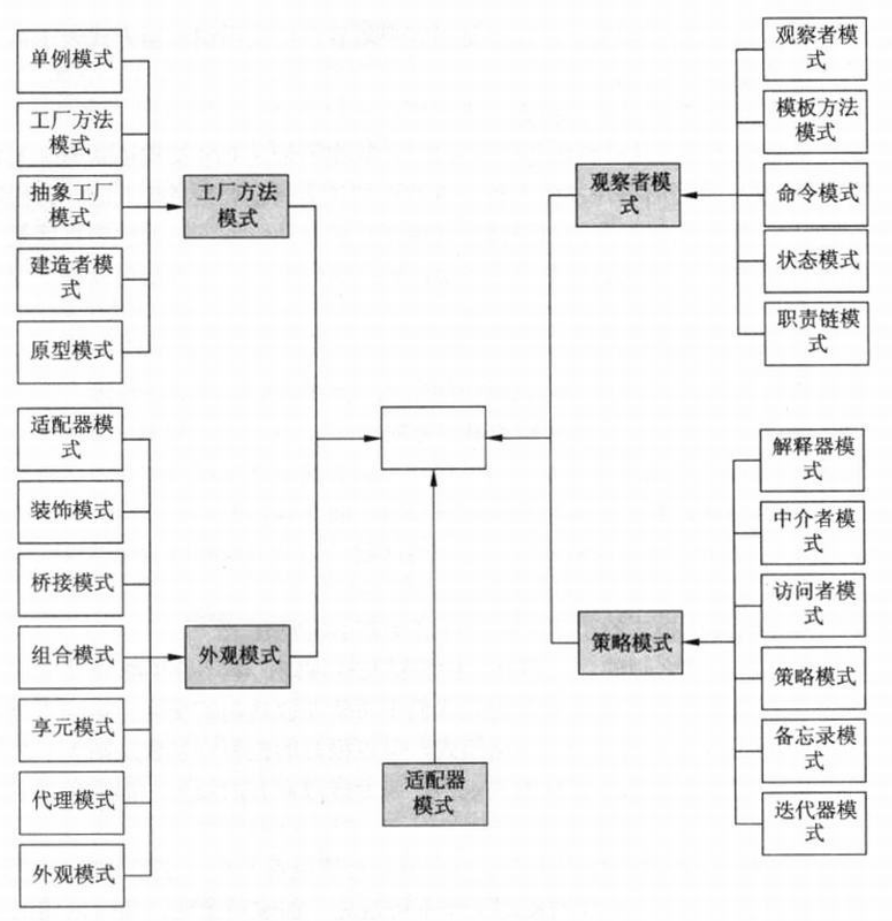 单例模式
工厂方法
模式
抽象工厂
模式
建造者模
式
原型模式
工厂方法
模式
适配器模
式
装饰模式
桥接模式
组合模式
享元模式
代理模式
外观模式
外观模式
适配器
模式
观察者模
式
策略模式
观察者模
式
模板方法
模式
命令模式
状态模式
职责链模
式
解释器模
式
中介者模
式
访问者模
式
策略模式
备忘录模
式
迭代器模
式